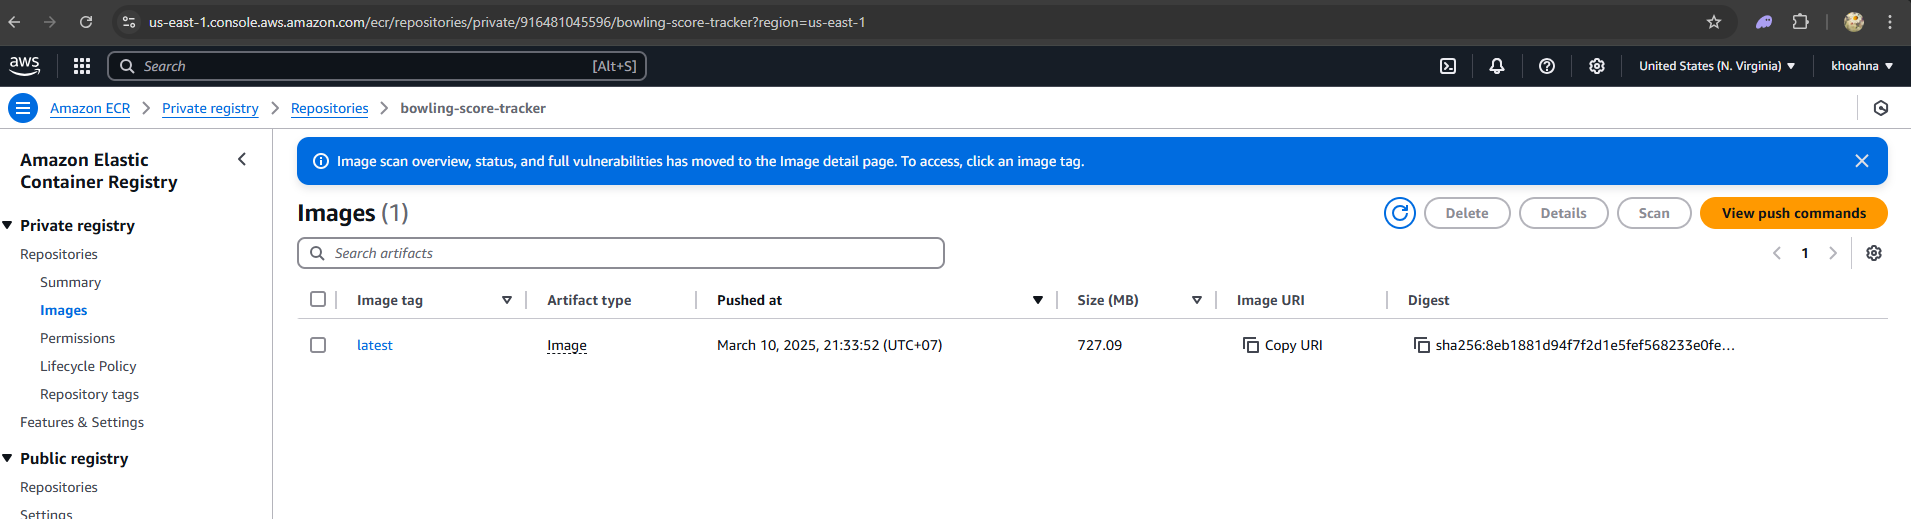 us-east-1.console.aws.amazon.com/ecr/repositories/private/916481045596/bowling-score-tracker?region=us-east-1
aws
Search [Alt+S]
United States (N. Virginia)
khoahna
Amazon ECR > Private registry > Repositories > bowling-score-tracker
Amazon Elastic
Container Registry
Private registry
Repositories
Summary
Images
Permissions
Lifecycle Policy
Repository tags
Features & Settings
Public registry
Repositories
Settings
Image scan overview, status, and full vulnerabilities has moved to the Image detail page. To access, click an image tag.
Images (1)
Delete
Details
Scan
View push commands
Search artifacts
1
Image tag Artifact type Pushed at Size (MB) Image URI Digest
latest Image March 10, 2025, 21:33:52 (UTC+07) 727.09 Copy URI sha256:8eb1881d94f7f2d1e5fef568233e0fe...